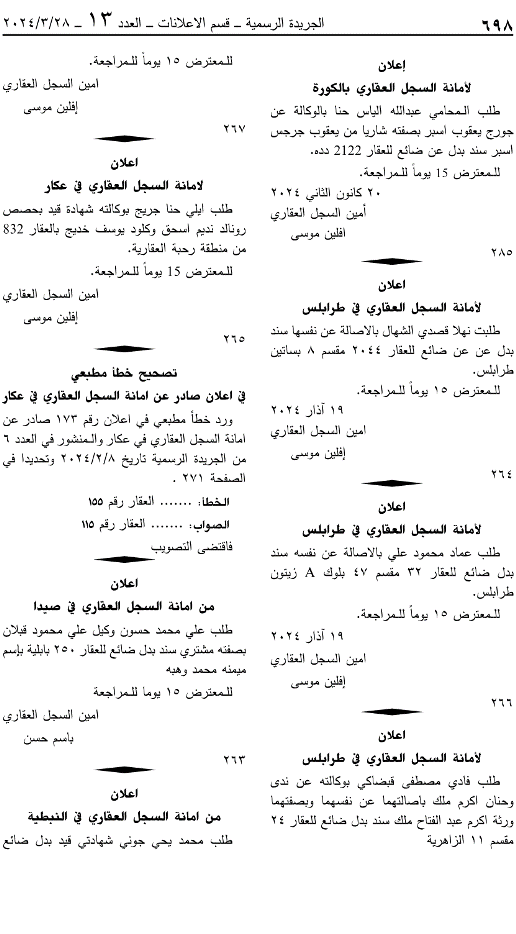 ٦٩٨
الجريدة الرسمية – قسم الاعلانات – العدد ١٣ – ٢٠٢٤/٣/٢٨
إعلان
لأمانة السجل العقاري بالكورة
طلب المحامي عبدالله الياس حنا بالوكالة عن
جورج يعقوب اسبر بصفته شاريا من يعقوب جرجس
اسبر سند بدل عن ضائع للعقار 2122 دده.
للمعترض 15 يوماً للمراجعة.
٢٠ كانون الثاني ٢٠٢٤
أمين السجل العقاري
افلين موسى
٢٨٥
اعلان
لأمانة السجل العقاري في طرابلس
طلبت نهلا قصدي الشهال بالاصالة عن نفسها سند
بدل عن عن ضائع للعقار ٢٠٤٤ مقسم ٨ بساتين
طرابلس.
للمعترض ١٥ يوماً للمراجعة.
١٩ آذار ٢٠٢٤
امين السجل العقاري
إفلين موسى
٢٦٤
اعلان
لأمانة السجل العقاري في طرابلس
طلب عماد محمود علي بالاصالة عن نفسه سند
بدل ضائع للعقار ٣٢ مقسم ٤٧ بلوك A زيتون
طرابلس.
للمعترض ١٥ يوماً للمراجعة.
١٩ آذار ٢٠٢٤
امين السجل العقاري
إفلين موسى
٢٦٦
اعلان
لأمانة السجل العقاري في طرابلس
طلب فادي مصطفى قبضاكي بوكالته عن ندى
وحنان اكرم ملك باصالتهما عن نفسهما وبصفتهما
ورثة اكرم عبد الفتاح ملك سند بدل ضائع للعقار ٢٤
مقسم ١١ الزاهرية
للمعترض ١٥ يوماً للمراجعة.
امين السجل العقاري
إفلين موسى
٢٦٧
اعلان
لامانة السجل العقاري في عكار
طلب ايلي حنا جريج بوكالته شهادة قيد بحصص
رونالد نديم اسحق وكلود يوسف خديج بالعقار 832
من منطقة رحبة العقارية.
للمعترض 15 يوماً للمراجعة.
امين السجل العقاري
إفلين موسى
٢٦٥
تصحيح خطأ مطبعي
في اعلان صادر عن امانة السجل العقاري في عكار
ورد خطأ مطبعي في اعلان رقم ١٧٣ صادر عن
امانة السجل العقاري في عكار والمنشور في العدد ٦
من الجريدة الرسمية تاريخ ٢٠٢٤/٢/٨ وتحديدا في
الصفحة ٢٧١ .
الخطأ: ....... العقار رقم ١٥٥
الصواب: ....... العقار رقم ١١٥
فاقتضى التصويب
اعلان
من امانة السجل العقاري في صيدا
طلب علي محمد حسون وكيل علي محمود قبلان
بصفته مشتري سند بدل ضائع للعقار ٢٥٠ بابلية بإسم
ميمنه محمد وهبه
للمعترض ١٥ يوما للمراجعة
امين السجل العقاري
باسم حسن
٢٦٣
اعلان
من امانة السجل العقاري في النبطية
طلب محمد يحي جوني شهادتي قيد بدل ضائع